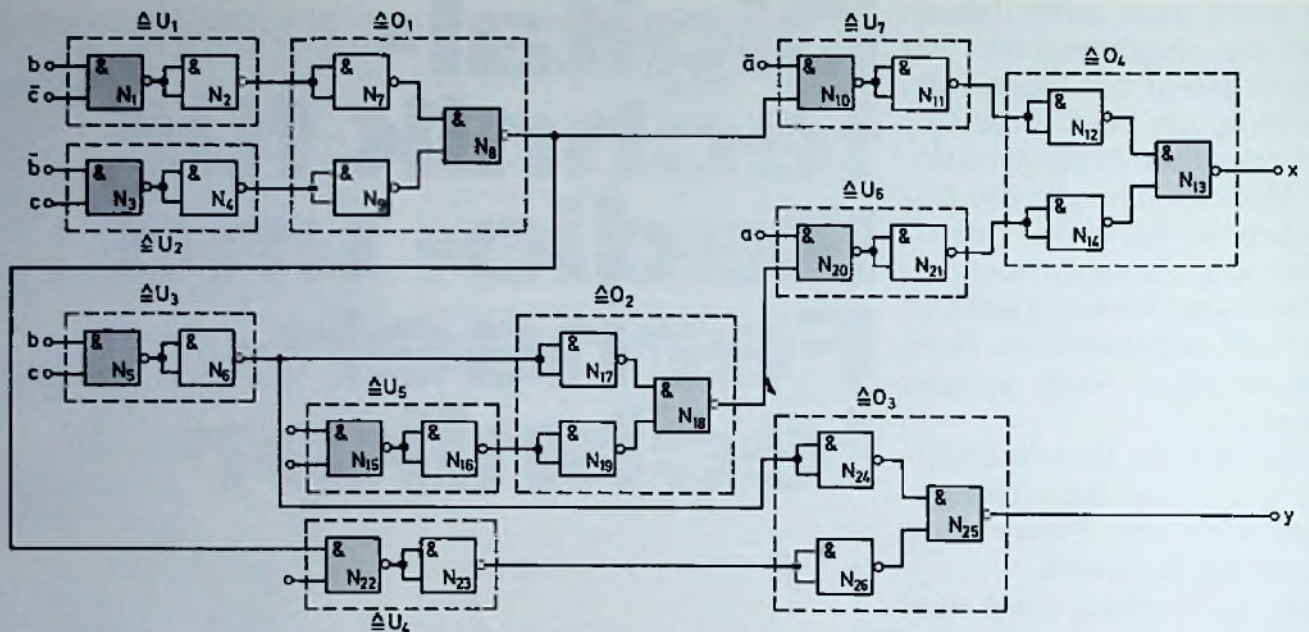 ≙U₁
≙O₁
≙U₇
≙O₄
b
c̄
& N₁
& N₂
& N₇
& N₈
ā
& N₁₀
& N₁₁
& N₁₂
& N₁₃
x
b̄
c
& N₃
& N₄
& N₉
& N₁₄
≙U₂
≙U₆
a
& N₂₀
& N₂₁
≙U₃
≙O₂
b
c
& N₅
& N₆
& N₁₇
& N₁₈
≙U₅
≙O₃
& N₁₅
& N₁₆
& N₁₉
& N₂₄
& N₂₅
y
& N₂₂
& N₂₃
& N₂₆
≙U₄